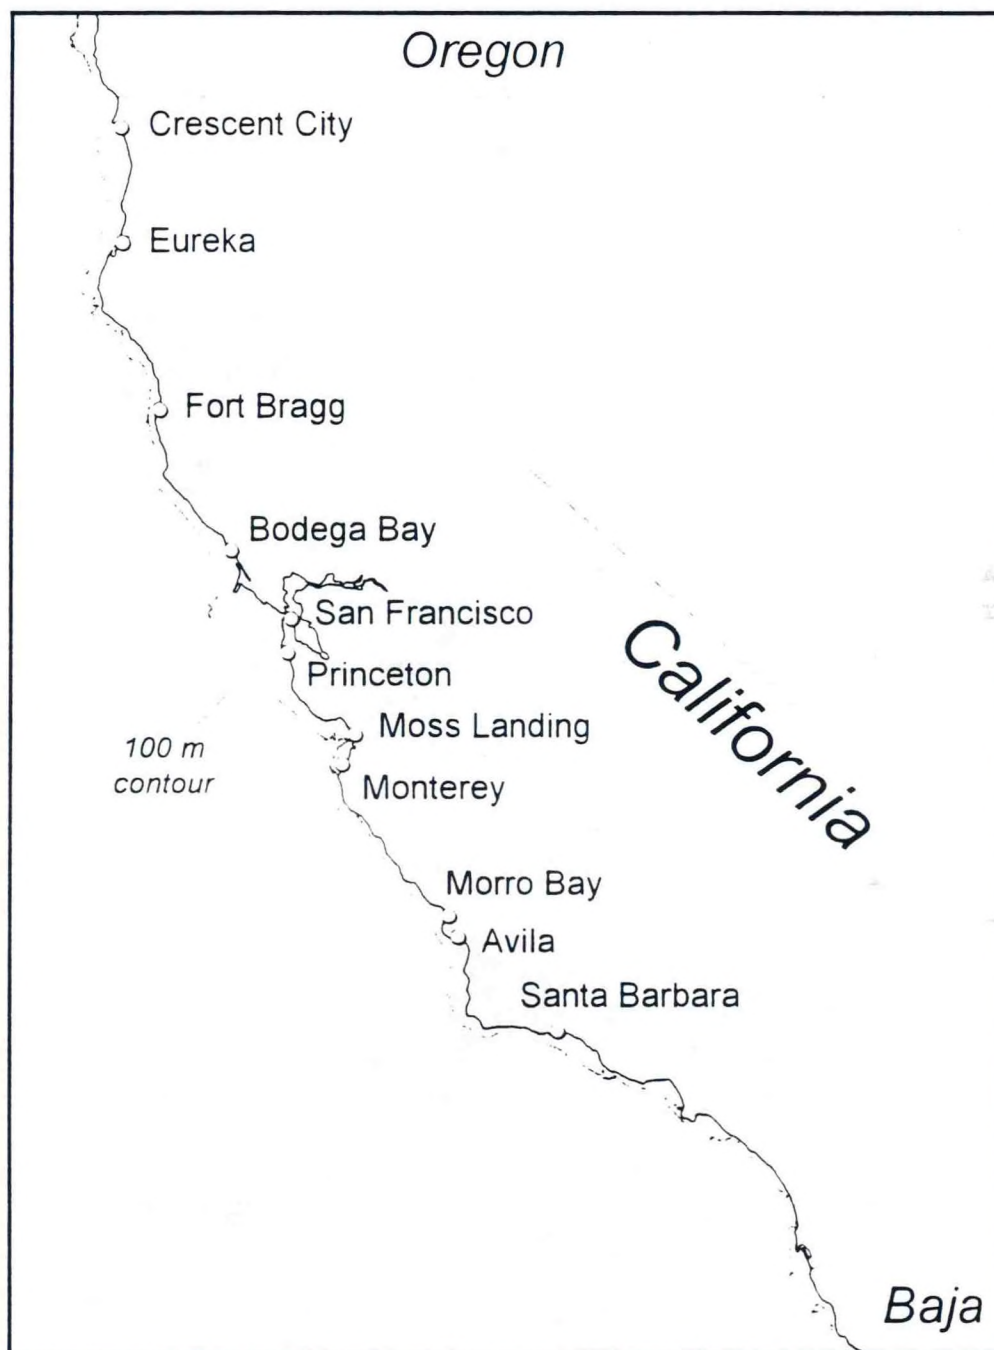 Oregon
Crescent City
Eureka
Fort Bragg
Bodega Bay
San Francisco
Princeton
Moss Landing
100 m
contour
Monterey
California
Morro Bay
Avila
Santa Barbara
Baja